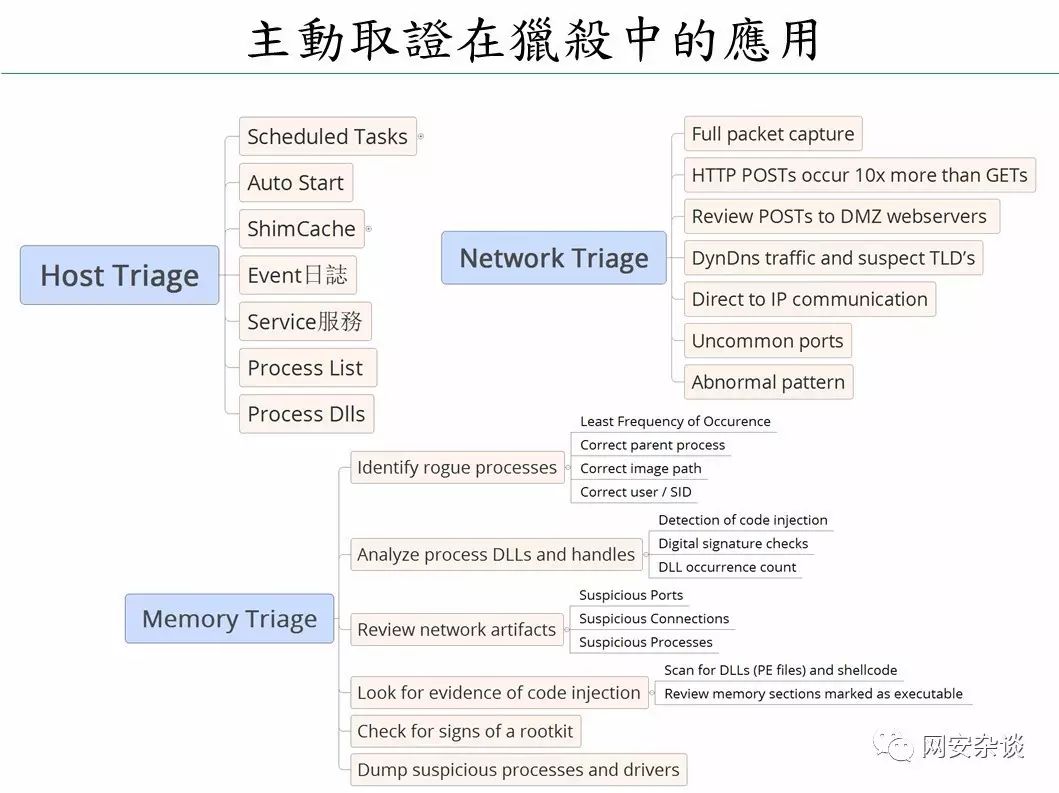 主動取證在獵殺中的應用
Host Triage
Scheduled Tasks
Auto Start
ShimCache
Event日誌
Service服務
Process List
Process Dlls
Network Triage
Full packet capture
HTTP POSTs occur 10x more than GETs
Review POSTs to DMZ webservers
DynDns traffic and suspect TLD’s
Direct to IP communication
Uncommon ports
Abnormal pattern
Memory Triage
Identify rogue processes
Least Frequency of Occurence
Correct parent process
Correct image path
Correct user / SID
Analyze process DLLs and handles
Detection of code injection
Digital signature checks
DLL occurrence count
Review network artifacts
Suspicious Ports
Suspicious Connections
Suspicious Processes
Look for evidence of code injection
Scan for DLLs (PE files) and shellcode
Review memory sections marked as executable
Check for signs of a rootkit
Dump suspicious processes and drivers
网安杂谈